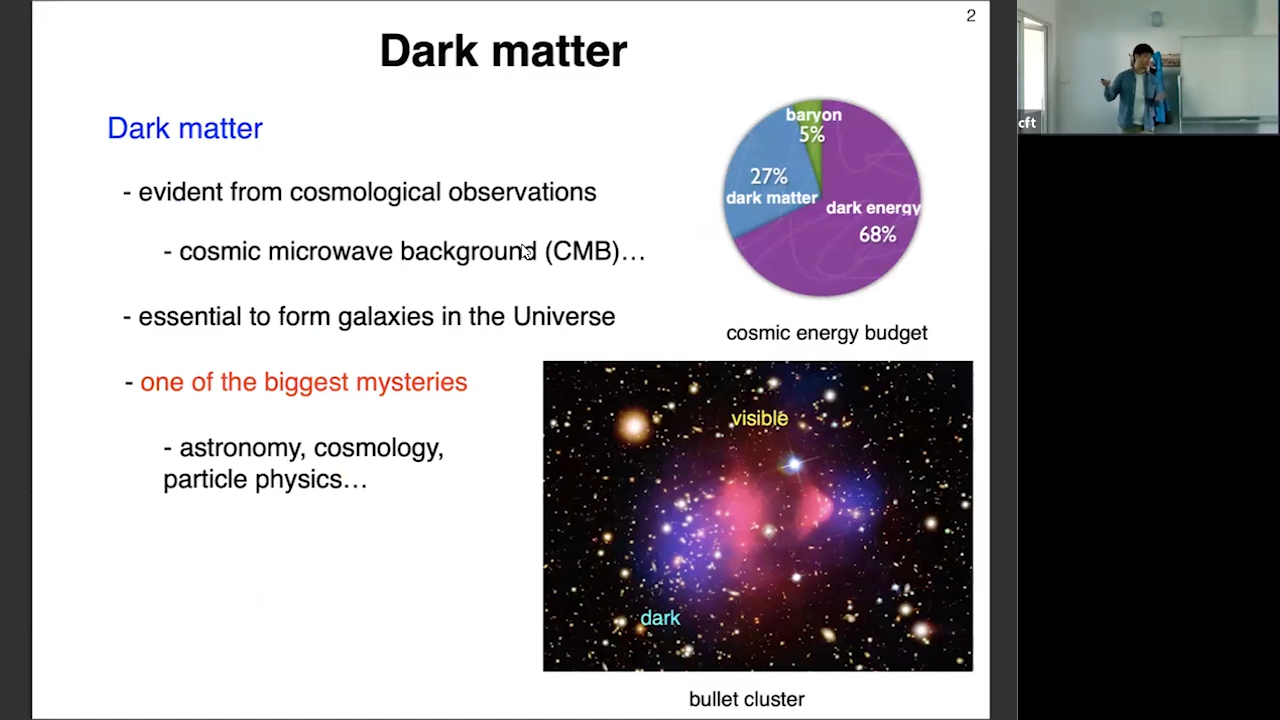 2
Dark matter
Dark matter
- evident from cosmological observations
- cosmic microwave background (CMB)…
- essential to form galaxies in the Universe
- one of the biggest mysteries
- astronomy, cosmology,
particle physics…
baryon
5%
27%
dark matter
dark energy
68%
cosmic energy budget
visible
dark
bullet cluster
cft